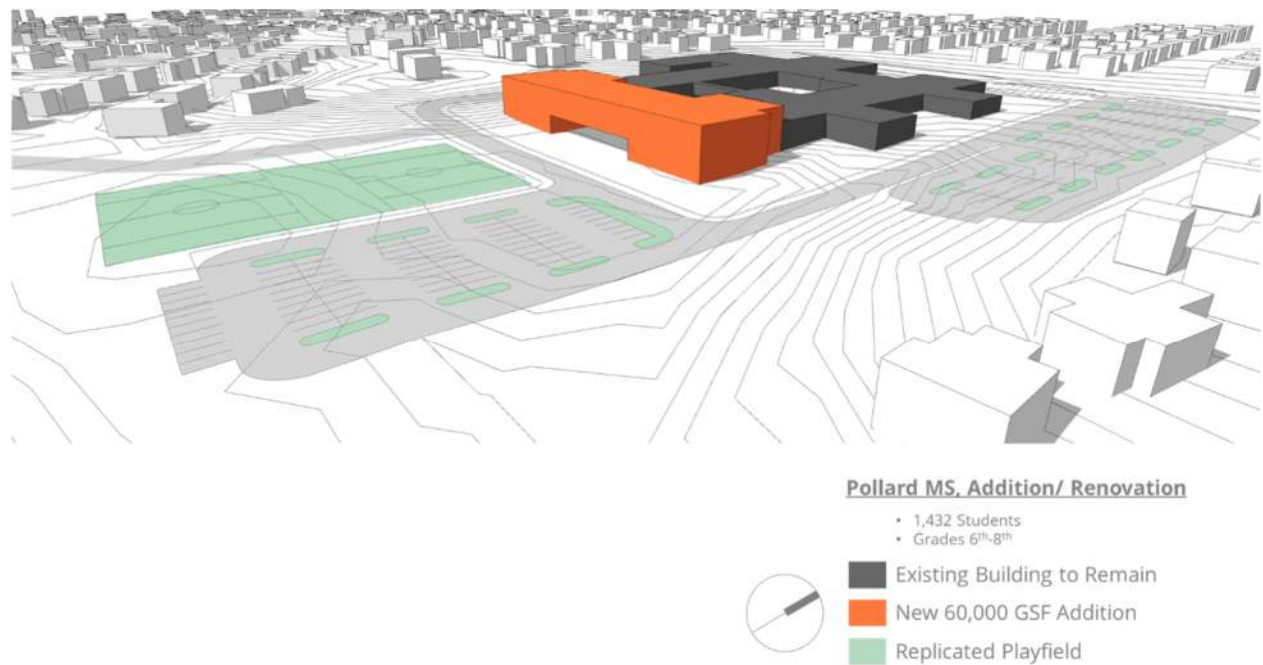 Pollard MS, Addition/ Renovation
• 1,432 Students
• Grades 6th-8th
Existing Building to Remain
New 60,000 GSF Addition
Replicated Playfield